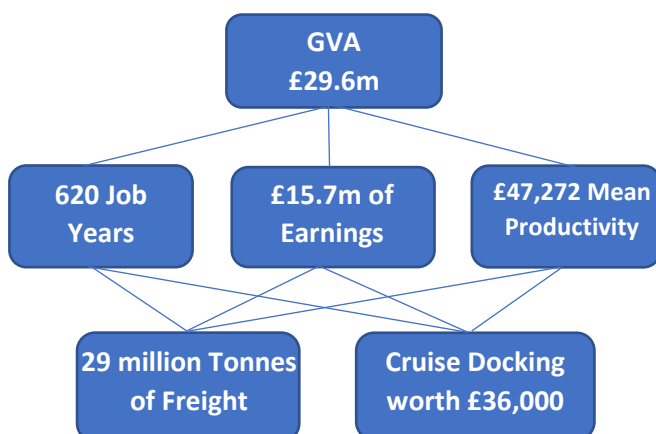 GVA
£29.6m
620 Job
Years
£15.7m of
Earnings
£47,272 Mean
Productivity
29 million Tonnes
of Freight
Cruise Docking
worth £36,000